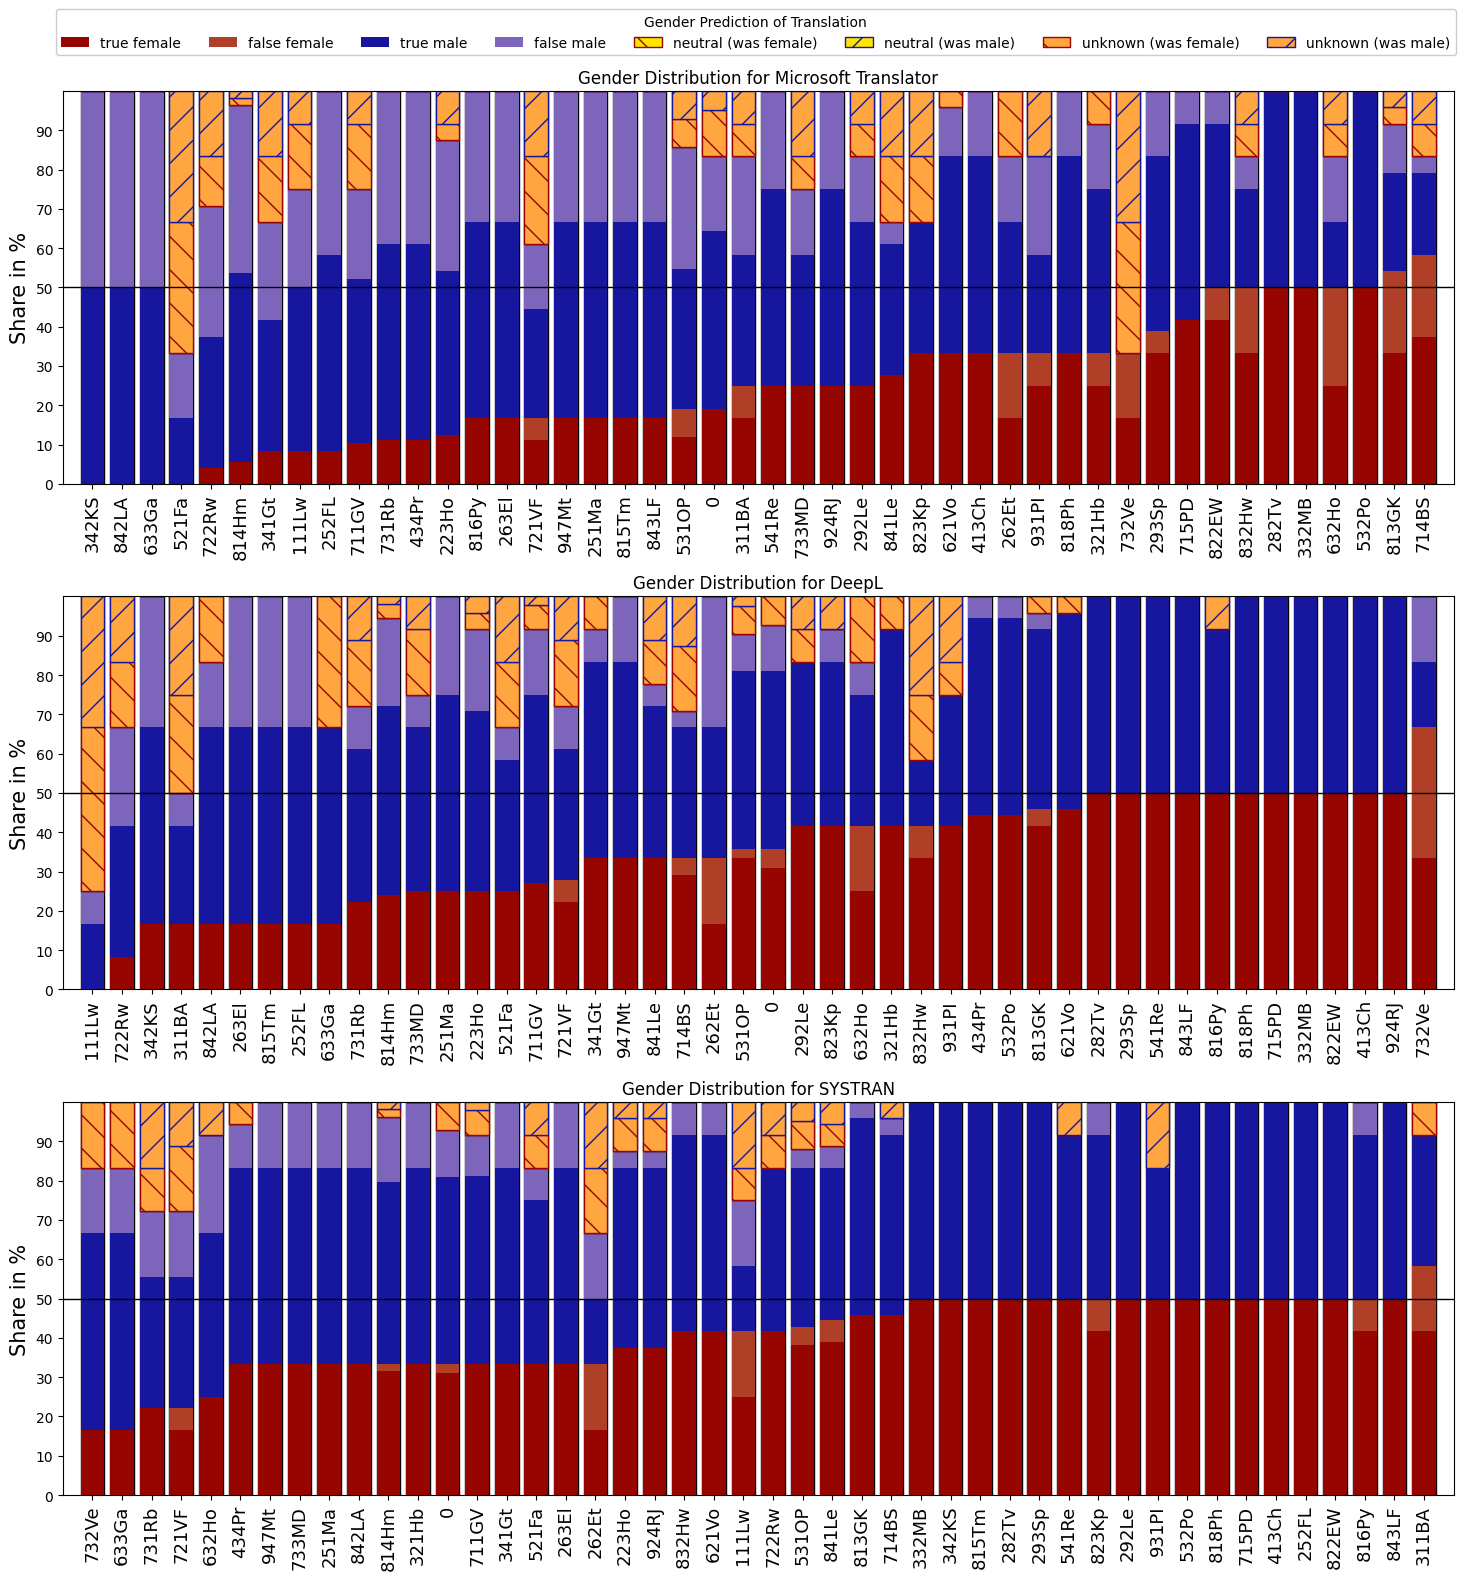 Gender Prediction of Translation
true female false female true male false male neutral (was female) neutral (was male) unknown (was female) unknown (was male)
Gender Distribution for Microsoft Translator
Share in %
90
80
70
60
50
40
30
20
10
0
342KS 842LA 633Ga 521Fa 722Rw 814Hm 341Gt 111Lw 252FL 711GV 731Rb 434Pr 223Ho 816Py 263El 721VF 947Mt 251Ma 815Tm 843LF 531OP 0 311BA 541Re 733MD 924RJ 292Le 841Le 823Kp 621Vo 413Ch 262Et 931Pl 818Ph 321Hb 732Ve 293Sp 715PD 822EW 832Hw 282Tv 332MB 632Ho 532Po 813GK 714BS
Gender Distribution for DeepL
Share in %
90
80
70
60
50
40
30
20
10
0
111Lw 722Rw 342KS 311BA 842LA 263El 815Tm 252FL 633Ga 731Rb 814Hm 733MD 251Ma 223Ho 521Fa 711GV 721VF 341Gt 947Mt 841Le 714BS 262Et 531OP 0 292Le 823Kp 632Ho 321Hb 832Hw 931Pl 434Pr 532Po 813GK 621Vo 282Tv 293Sp 541Re 843LF 816Py 818Ph 715PD 332MB 822EW 413Ch 924RJ 732Ve
Gender Distribution for SYSTRAN
Share in %
90
80
70
60
50
40
30
20
10
0
732Ve 633Ga 731Rb 721VF 632Ho 434Pr 947Mt 733MD 251Ma 842LA 814Hm 321Hb 0 711GV 341Gt 521Fa 263El 262Et 223Ho 924RJ 832Hw 621Vo 111Lw 722Rw 531OP 841Le 813GK 714BS 332MB 342KS 815Tm 282Tv 293Sp 541Re 823Kp 292Le 931Pl 532Po 818Ph 715PD 413Ch 252FL 822EW 816Py 843LF 311BA